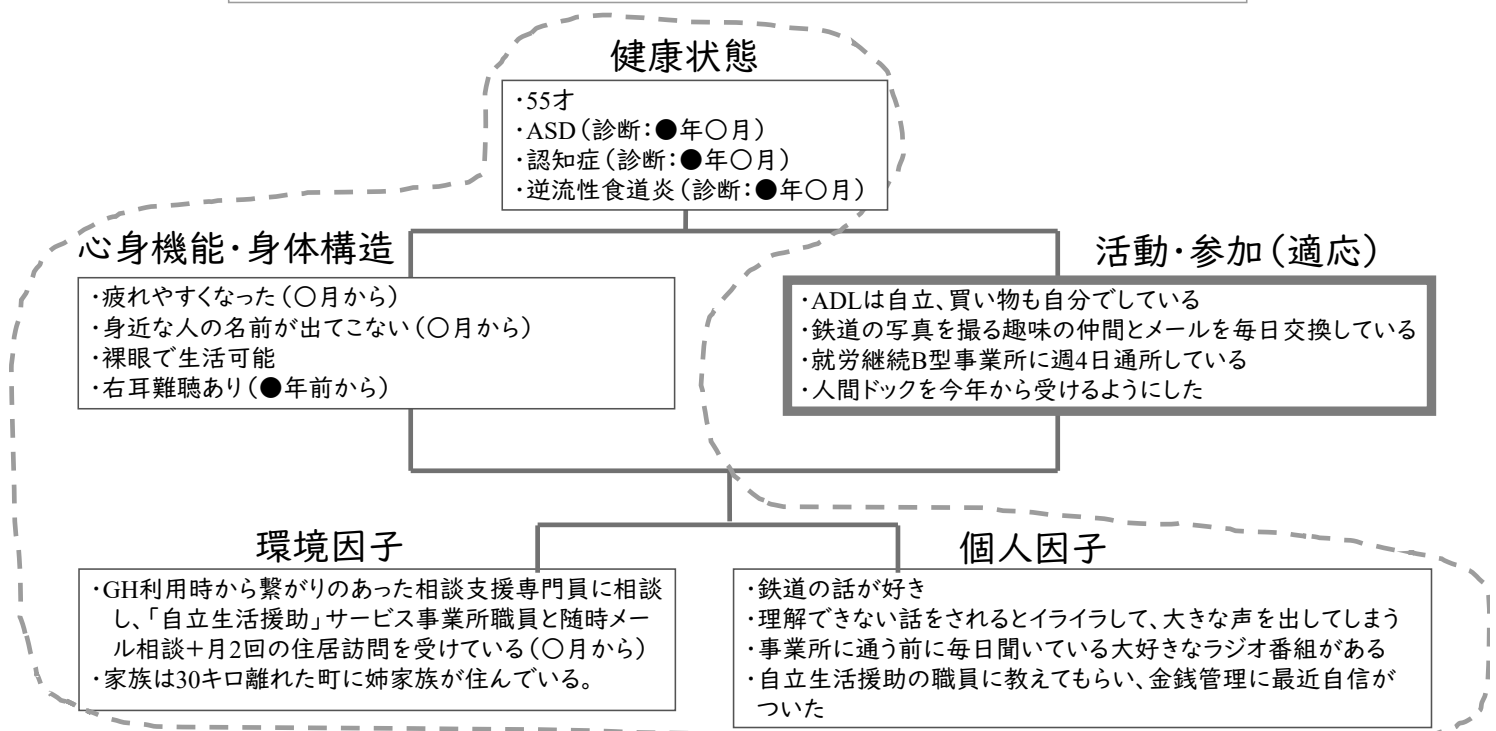 健康状態
・55才
・ASD(診断:●年○月)
・認知症(診断:●年○月)
・逆流性食道炎(診断:●年○月)
心身機能・身体構造
・疲れやすくなった(○月から)
・身近な人の名前が出てこない(○月から)
・裸眼で生活可能
・右耳難聴あり(●年前から)
活動・参加(適応)
・ADLは自立、買い物も自分でしている
・鉄道の写真を撮る趣味の仲間とメールを毎日交換している
・就労継続B型事業所に週4日通所している
・人間ドックを今年から受けるようにした
環境因子
・GH利用時から繋がりのあった相談支援専門員に相談
し、「自立生活援助」サービス事業所職員と随時メー
ル相談+月2回の住居訪問を受けている(○月から)
・家族は30キロ離れた町に姉家族が住んでいる。
個人因子
・鉄道の話が好き
・理解できない話をされるとイライラして、大きな声を出してしまう
・事業所に通う前に毎日聞いている大好きなラジオ番組がある
・自立生活援助の職員に教えてもらい、金銭管理に最近自信が
ついた